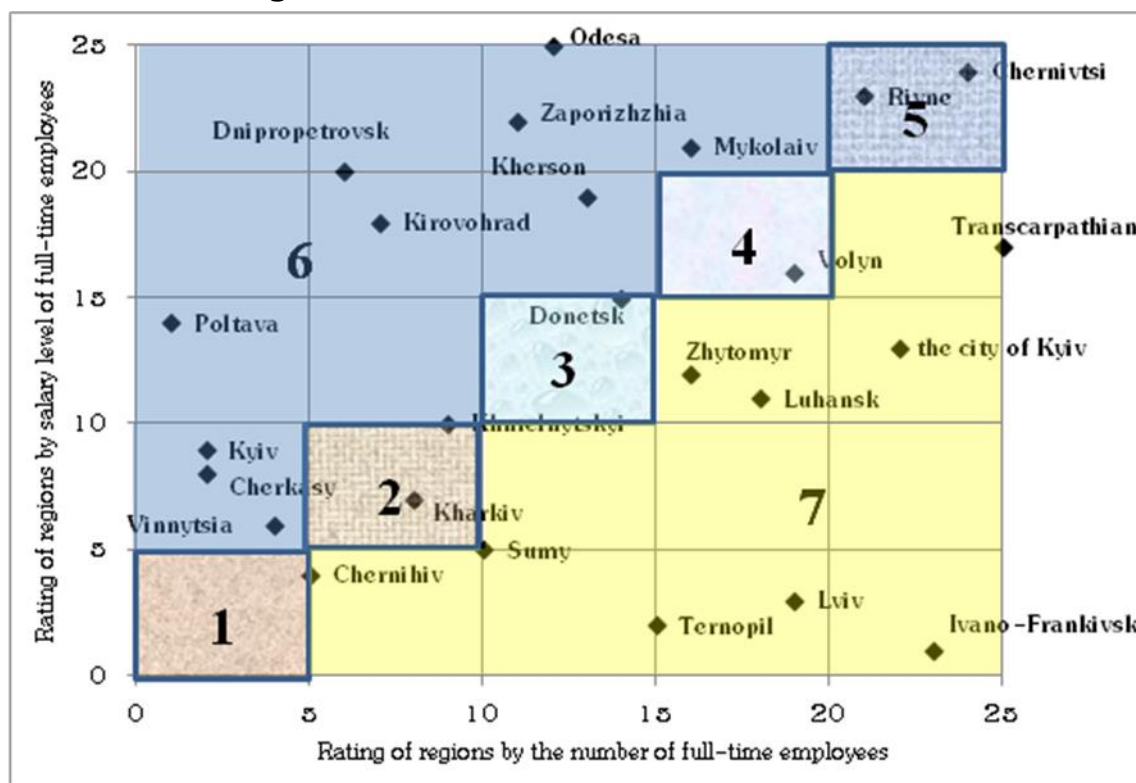 Rating of regions by salary level of full-time employees
25
Odesa
Chernivtsi
Rivne
5
Zaporizhzhia
Dnipropetrovsk
Mykolaiv
Kherson
20
Transcarpathian
Kirovohrad
4
6
Volyn
15
Donetsk
Poltava
the city of Kyiv
Zhytomyr
3
Luhansk
10
Kyiv
Cherkasy
2
7
Kharkiv
Vinnytsia
5
Sumy
Chernihiv
1
Lviv
Ternopil
Ivano-Frankivsk
0
0 5 10 15 20 25
Rating of regions by the number of full-time employees